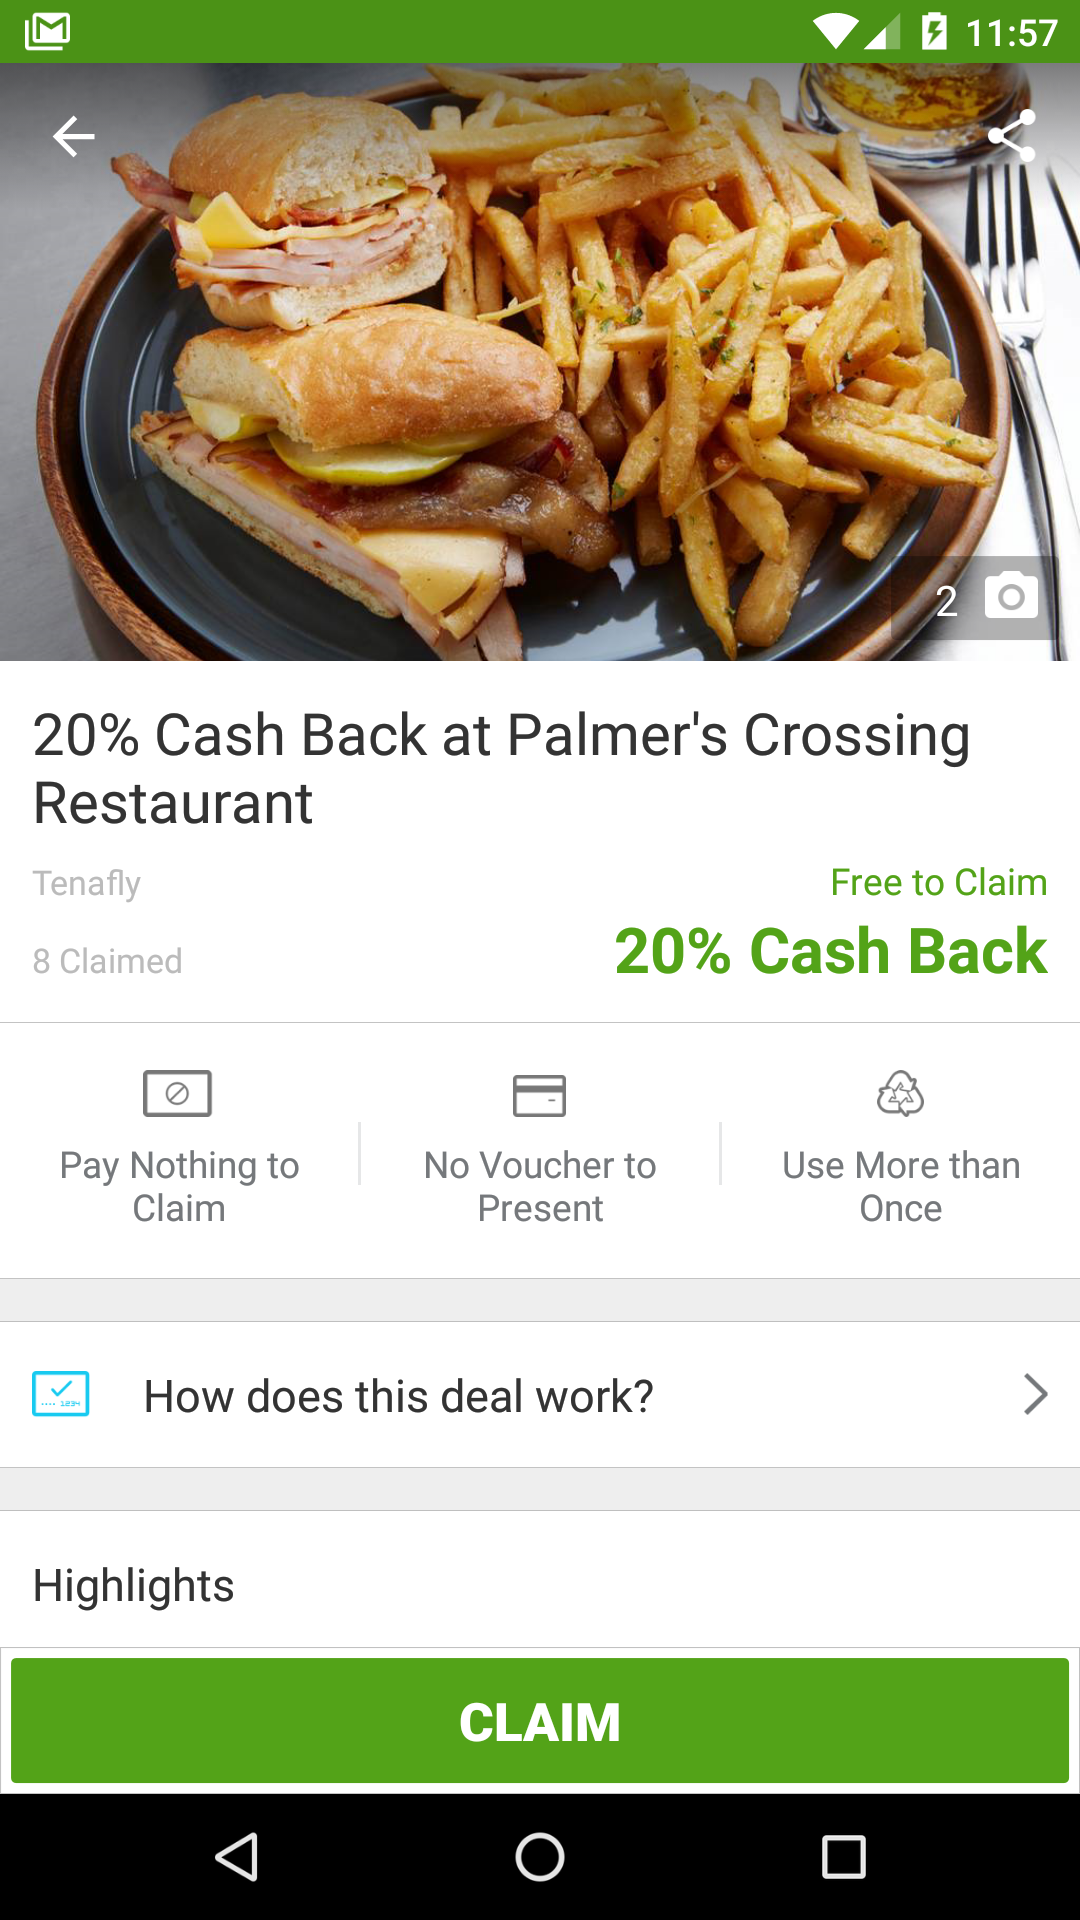 11:57
2
20% Cash Back at Palmer's Crossing
Restaurant
Tenafly
Free to Claim
8 Claimed
20% Cash Back
Pay Nothing to
Claim
No Voucher to
Present
Use More than
Once
1234
How does this deal work?
Highlights
CLAIM